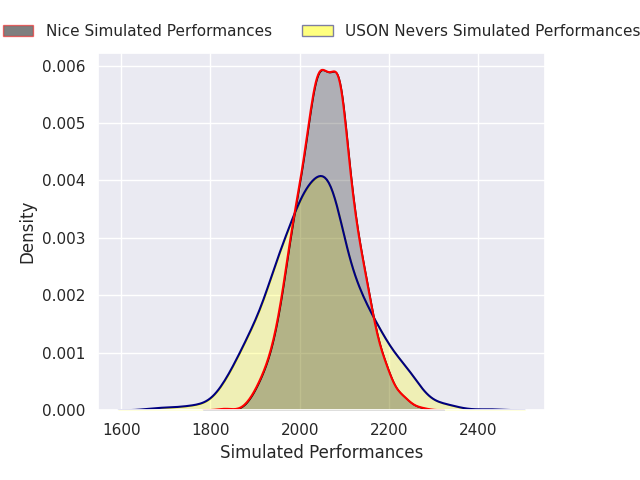 Nice Simulated Performances USON Nevers Simulated Performances
0.006
0.005
0.004
0.003
0.002
0.001
0.000
Density
1600 1800 2000 2200 2400
Simulated Performances